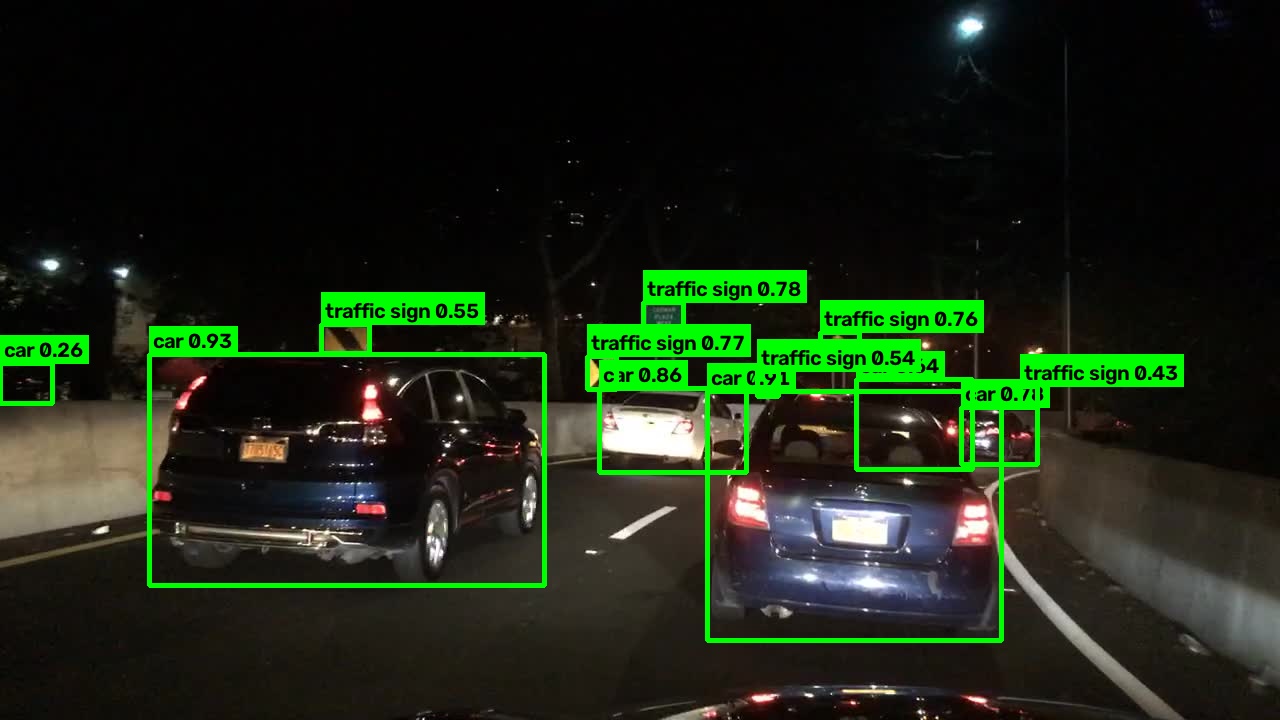 traffic sign 0.78
traffic sign 0.55
traffic sign 0.76
car 0.93
traffic sign 0.77
car 0.26
traffic sign 0.54
traffic sign 0.43
car 0.86
car 0.91
car 0.78